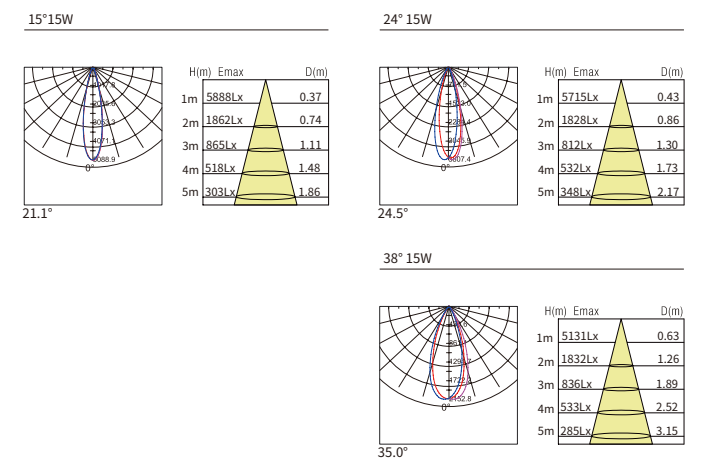 15°15W
H(m) Emax D(m)
1m 5888Lx 0.37
2m 1862Lx 0.74
3m 865Lx 1.11
4m 518Lx 1.48
5m 303Lx 1.86
0°
21.1°
24° 15W
H(m) Emax D(m)
1m 5715Lx 0.43
2m 1828Lx 0.86
3m 812Lx 1.30
4m 532Lx 1.73
5m 348Lx 2.17
0°
24.5°
38° 15W
H(m) Emax D(m)
1m 5131Lx 0.63
2m 1832Lx 1.26
3m 836Lx 1.89
4m 533Lx 2.52
5m 285Lx 3.15
0°
35.0°